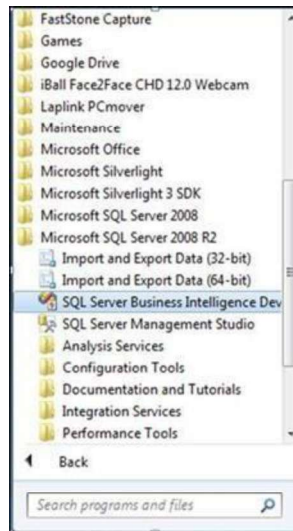 FastStone Capture
Games
Google Drive
iBall Face2Face CHD 12.0 Webcam
Laplink PCmover
Maintenance
Microsoft Office
Microsoft Silverlight
Microsoft Silverlight 3 SDK
Microsoft SQL Server 2008
Microsoft SQL Server 2008 R2
Import and Export Data (32-bit)
Import and Export Data (64-bit)
SQL Server Business Intelligence Dev
SQL Server Management Studio
Analysis Services
Configuration Tools
Documentation and Tutorials
Integration Services
Performance Tools
Back
Search programs and files